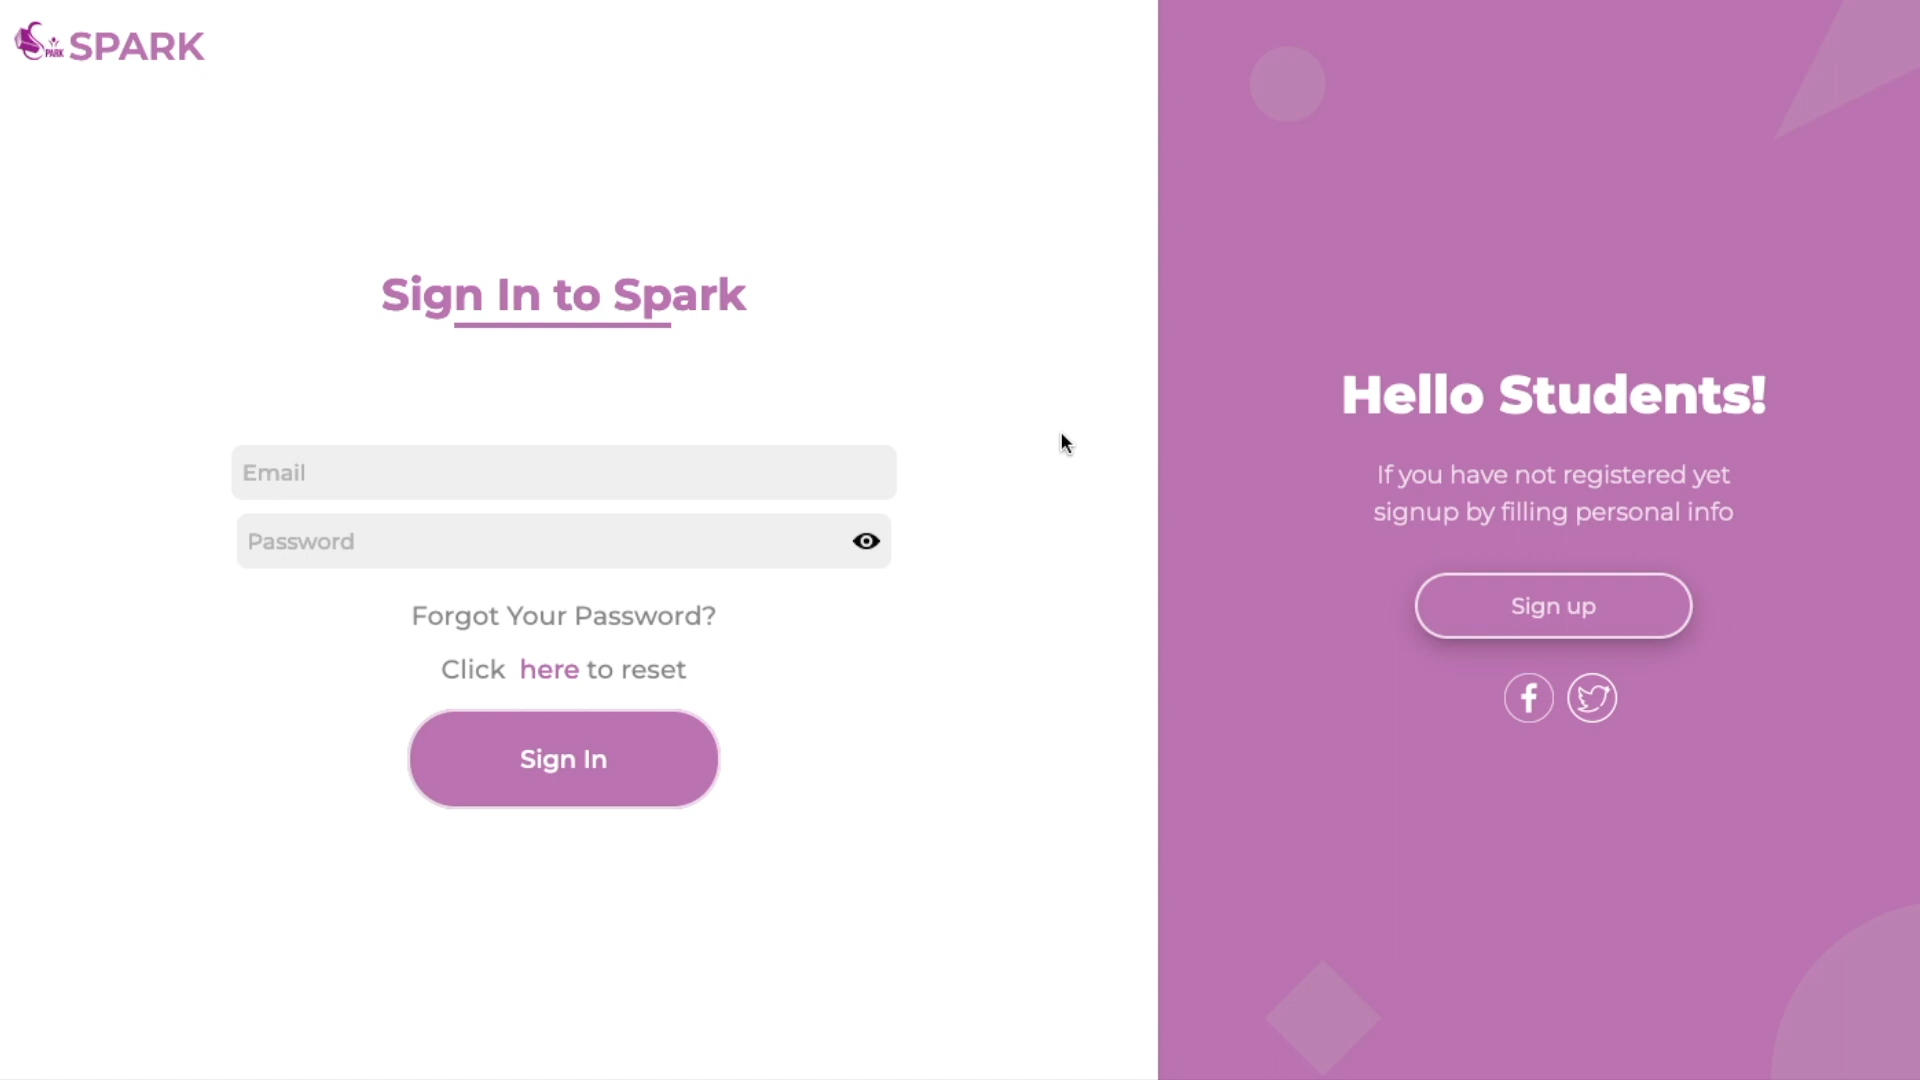 PARK SPARK
Sign In to Spark
Email
Password
Forgot Your Password?
Click here to reset
Sign In
Hello Students!
If you have not registered yet
signup by filling personal info
Sign up